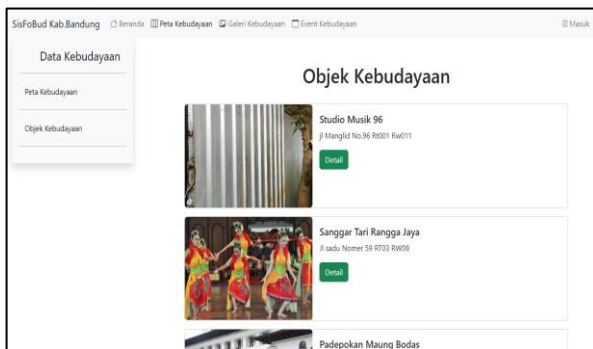 SisFoBud Kab.Bandung Beranda Peta Kebudayaan Galeri Kebudayaan Event Kebudayaan Masuk
Data Kebudayaan
Peta Kebudayaan
Objek Kebudayaan
Objek Kebudayaan
Studio Musik 96
jl Manglid No.96 Rt001 Rw011
Detail
Sanggar Tari Rangga Jaya
Jl sadu Nomer 59 RT03 RW08
Detail
Padepokan Maung Bodas